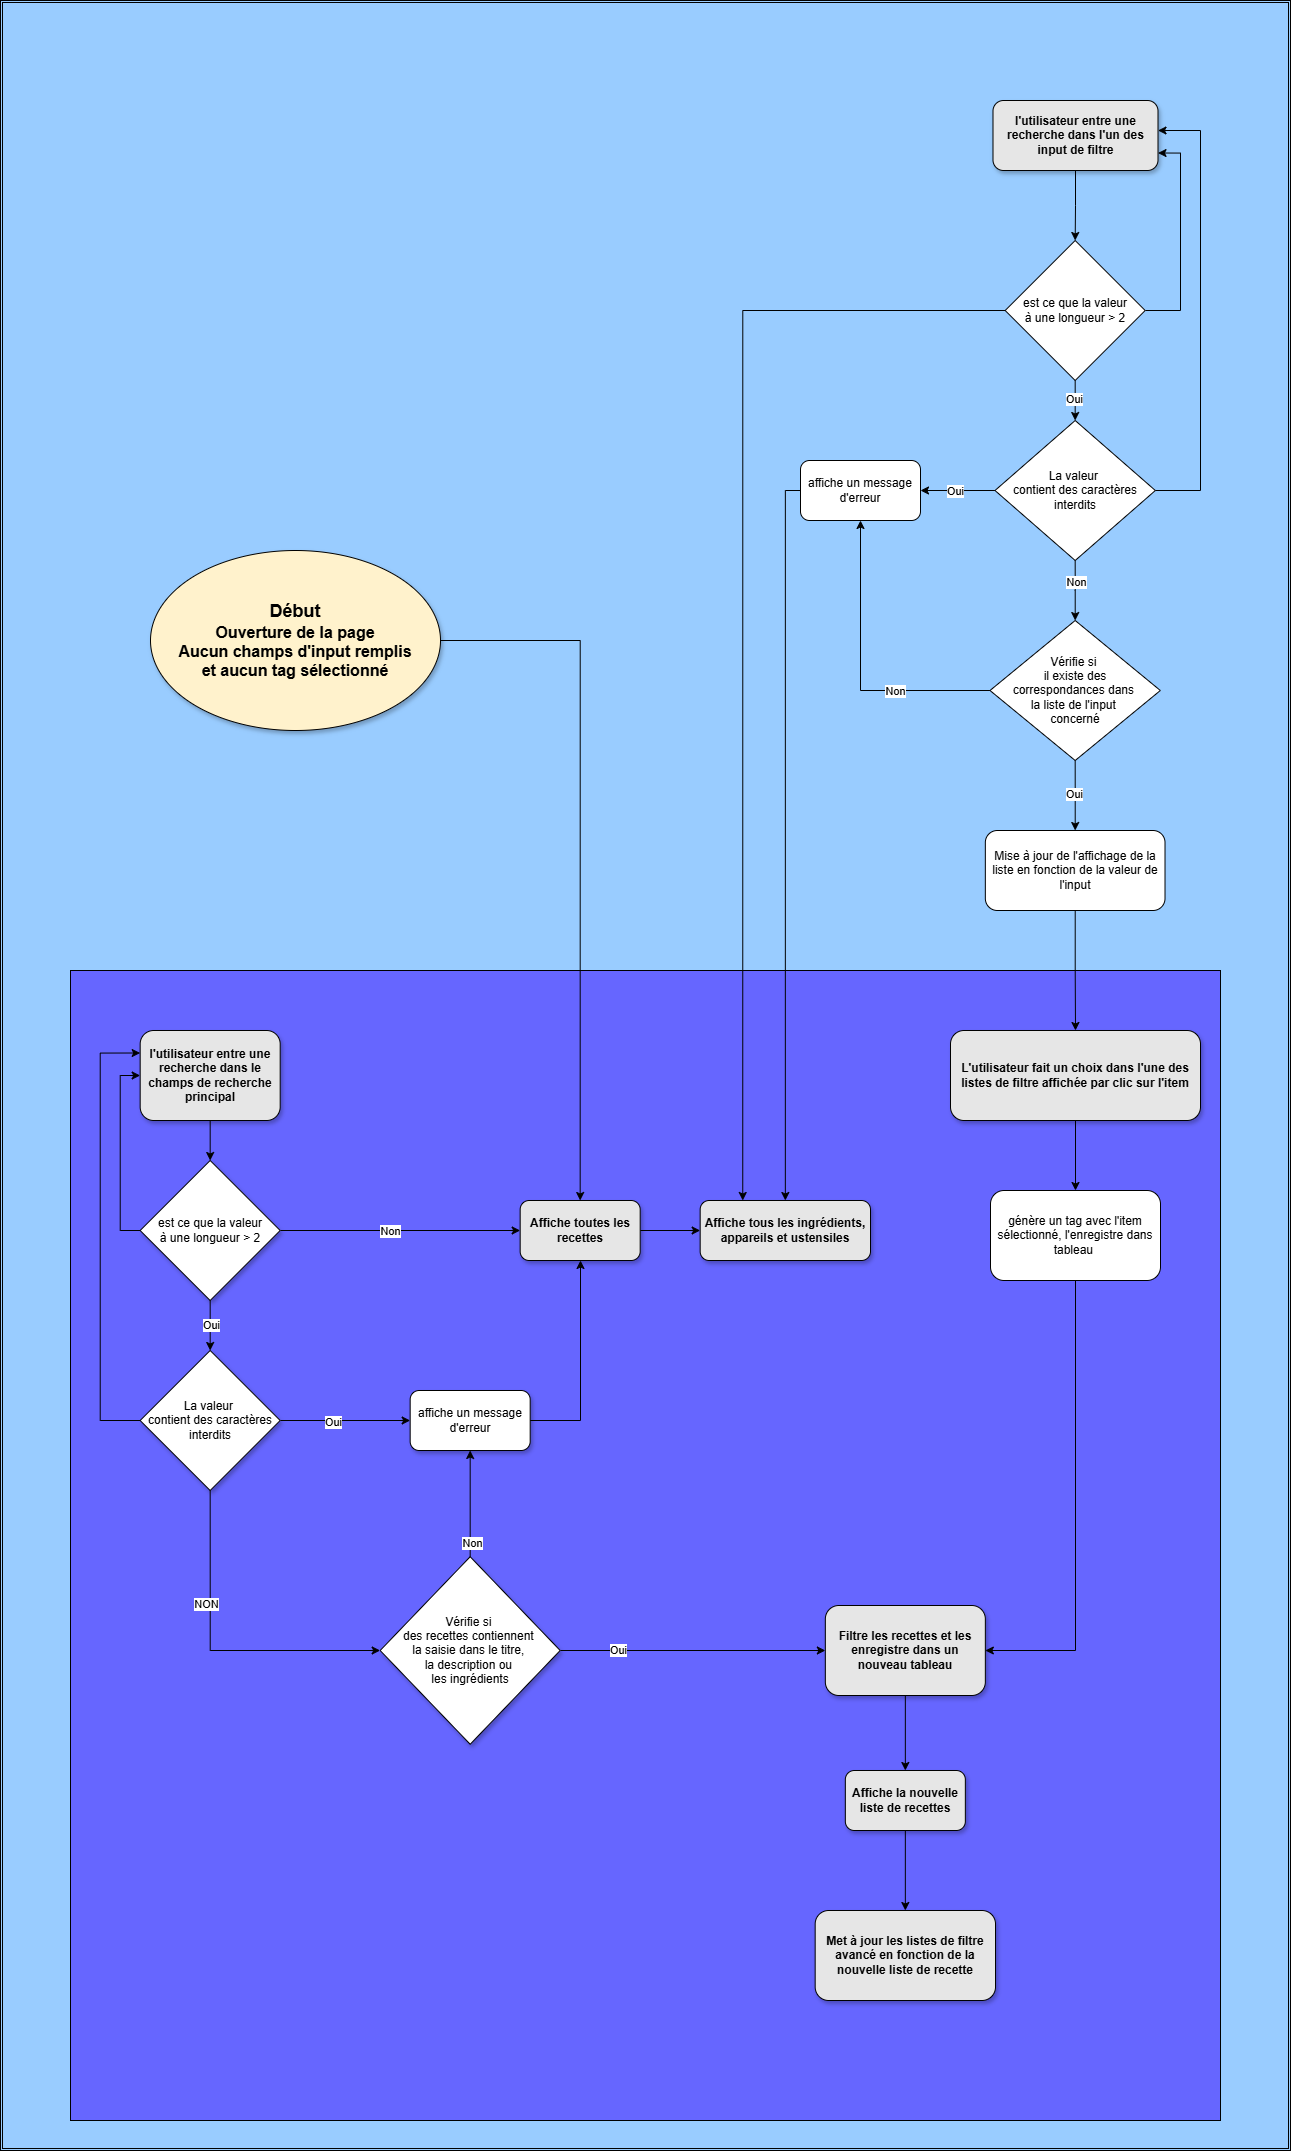 l'utilisateur entre une
recherche dans l'un des
input de filtre
est ce que la valeur
à une longueur > 2
Oui
La valeur
contient des caractères
interdits
Oui
affiche un message
d'erreur
Non
Vérifie si
il existe des
correspondances dans
la liste de l'input
concerné
Non
Oui
Mise à jour de l'affichage de la
liste en fonction de la valeur de
l'input
Début
Ouverture de la page
Aucun champs d'input remplis
et aucun tag sélectionné
l'utilisateur entre une
recherche dans le
champs de recherche
principal
L'utilisateur fait un choix dans l'une des
listes de filtre affichée par clic sur l'item
est ce que la valeur
à une longueur > 2
Non
Affiche toutes les
recettes
Affiche tous les ingrédients,
appareils et ustensiles
génère un tag avec l'item
sélectionné, l'enregistre dans
tableau
Oui
La valeur
contient des caractères
interdits
Oui
affiche un message
d'erreur
Non
NON
Vérifie si
des recettes contiennent
la saisie dans le titre,
la description ou
les ingrédients
Oui
Filtre les recettes et les
enregistre dans un
nouveau tableau
Affiche la nouvelle
liste de recettes
Met à jour les listes de filtre
avancé en fonction de la
nouvelle liste de recette